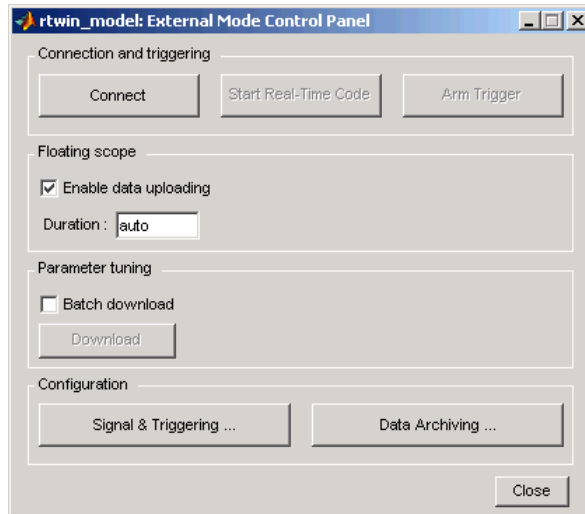 rtwin_model: External Mode Control Panel
Connection and triggering
Connect Start Real-Time Code Arm Trigger
Floating scope
Enable data uploading
Duration : auto
Parameter tuning
Batch download
Download
Configuration
Signal & Triggering ... Data Archiving ...
Close